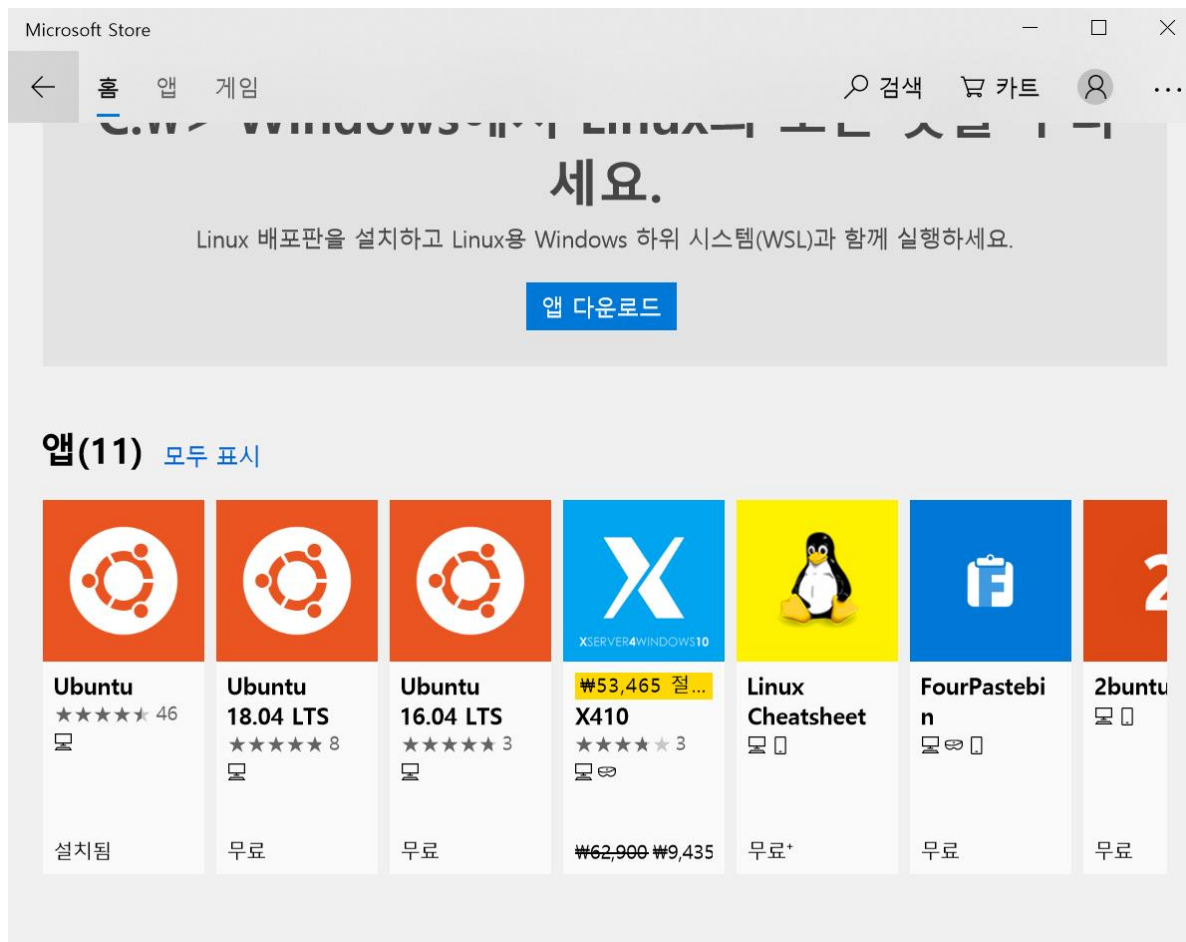 Microsoft Store
홈 앱 게임 검색 카트
세요.
Linux 배포판을 설치하고 Linux용 Windows 하위 시스템(WSL)과 함께 실행하세요.
앱 다운로드
앱(11) 모두 표시
XSERVER4WINDOWS10
Ubuntu
46
설치됨
Ubuntu
18.04 LTS
8
무료
Ubuntu
16.04 LTS
3
무료
₩53,465 절...
X410
3
₩62,900 ₩9,435
Linux
Cheatsheet
무료+
FourPastebi
n
무료
2buntu
무료